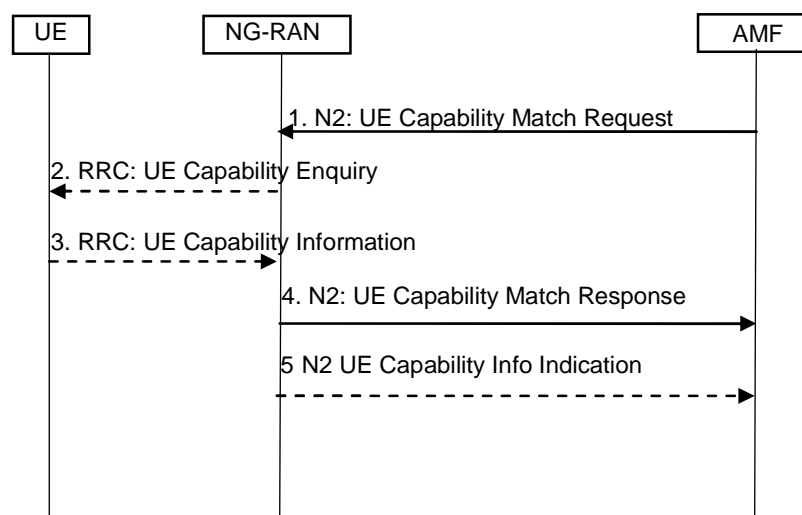 UE
NG-RAN
AMF
1. N2: UE Capability Match Request
2. RRC: UE Capability Enquiry
3. RRC: UE Capability Information
4. N2: UE Capability Match Response
5 N2 UE Capability Info Indication